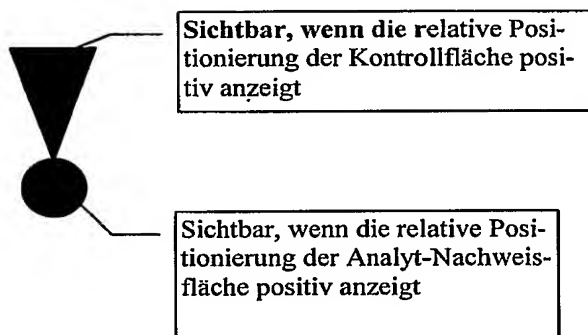 Sichtbar, wenn die relative Posi-
tionierung der Kontrollfläche posi-
tiv anzeigt
Sichtbar, wenn die relative Posi-
tionierung der Analyt-Nachweis-
fläche positiv anzeigt